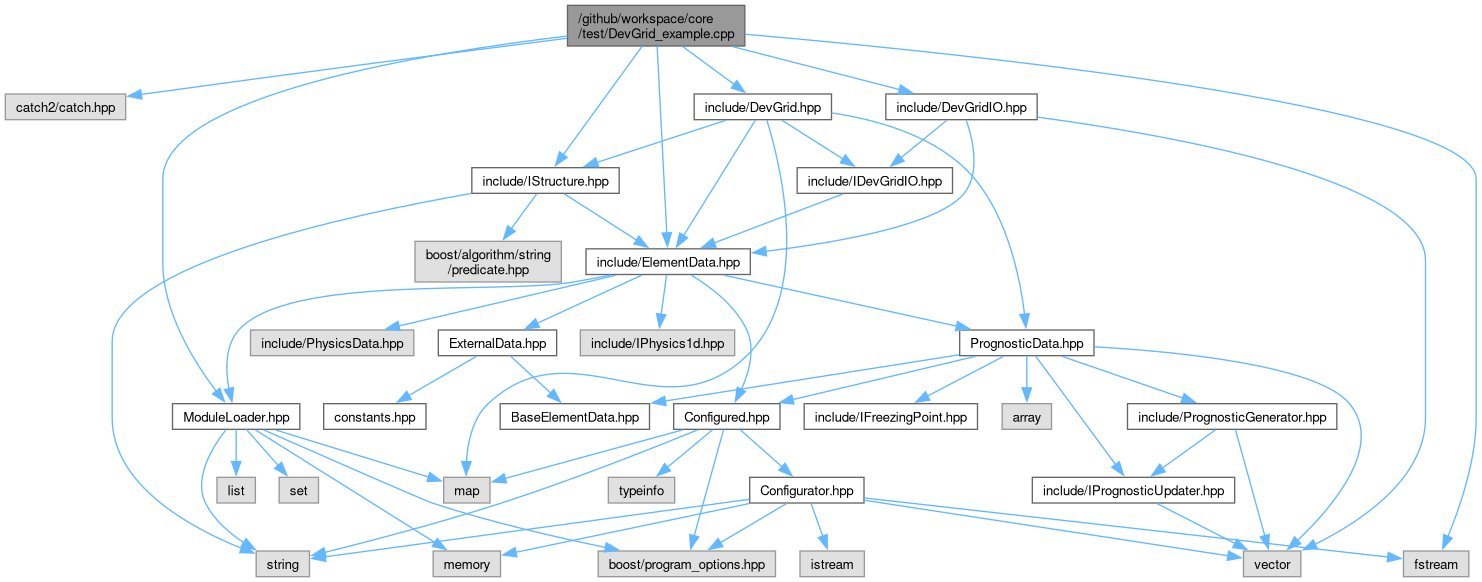 /github/workspace/core
/test/DevGrid_example.cpp
catch2/catch.hpp
include/DevGrid.hpp
include/DevGridIO.hpp
include/IStructure.hpp
include/IDevGridIO.hpp
boost/algorithm/string
/predicate.hpp
include/ElementData.hpp
include/PhysicsData.hpp
ExternalData.hpp
include/IPhysics1d.hpp
PrognosticData.hpp
ModuleLoader.hpp
constants.hpp
BaseElementData.hpp
Configured.hpp
include/IFreezingPoint.hpp
array
include/PrognosticGenerator.hpp
list
set
map
typeinfo
Configurator.hpp
include/IPrognosticUpdater.hpp
string
memory
boost/program_options.hpp
istream
vector
fstream